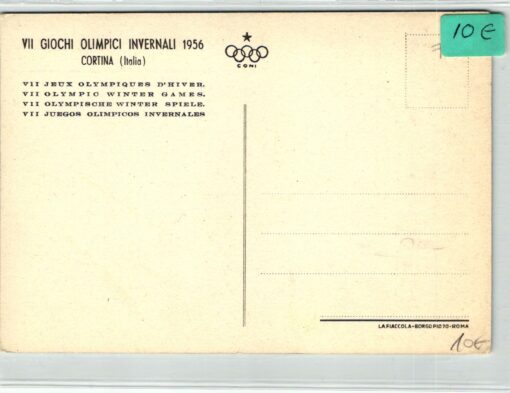 VII GIOCHI OLIMPICI INVERNALI 1956
CORTINA (Italia)
VII JEUX OLYMPIQUES D'HIVER.
VII OLYMPIC WINTER GAMES.
VII OLYMPISCHE WINTER SPIELE.
VII JUEGOS OLIMPICOS INVERNALES
CONI
10 €
LA FIACCOLA-BORGO PIO 70-ROMA
10€